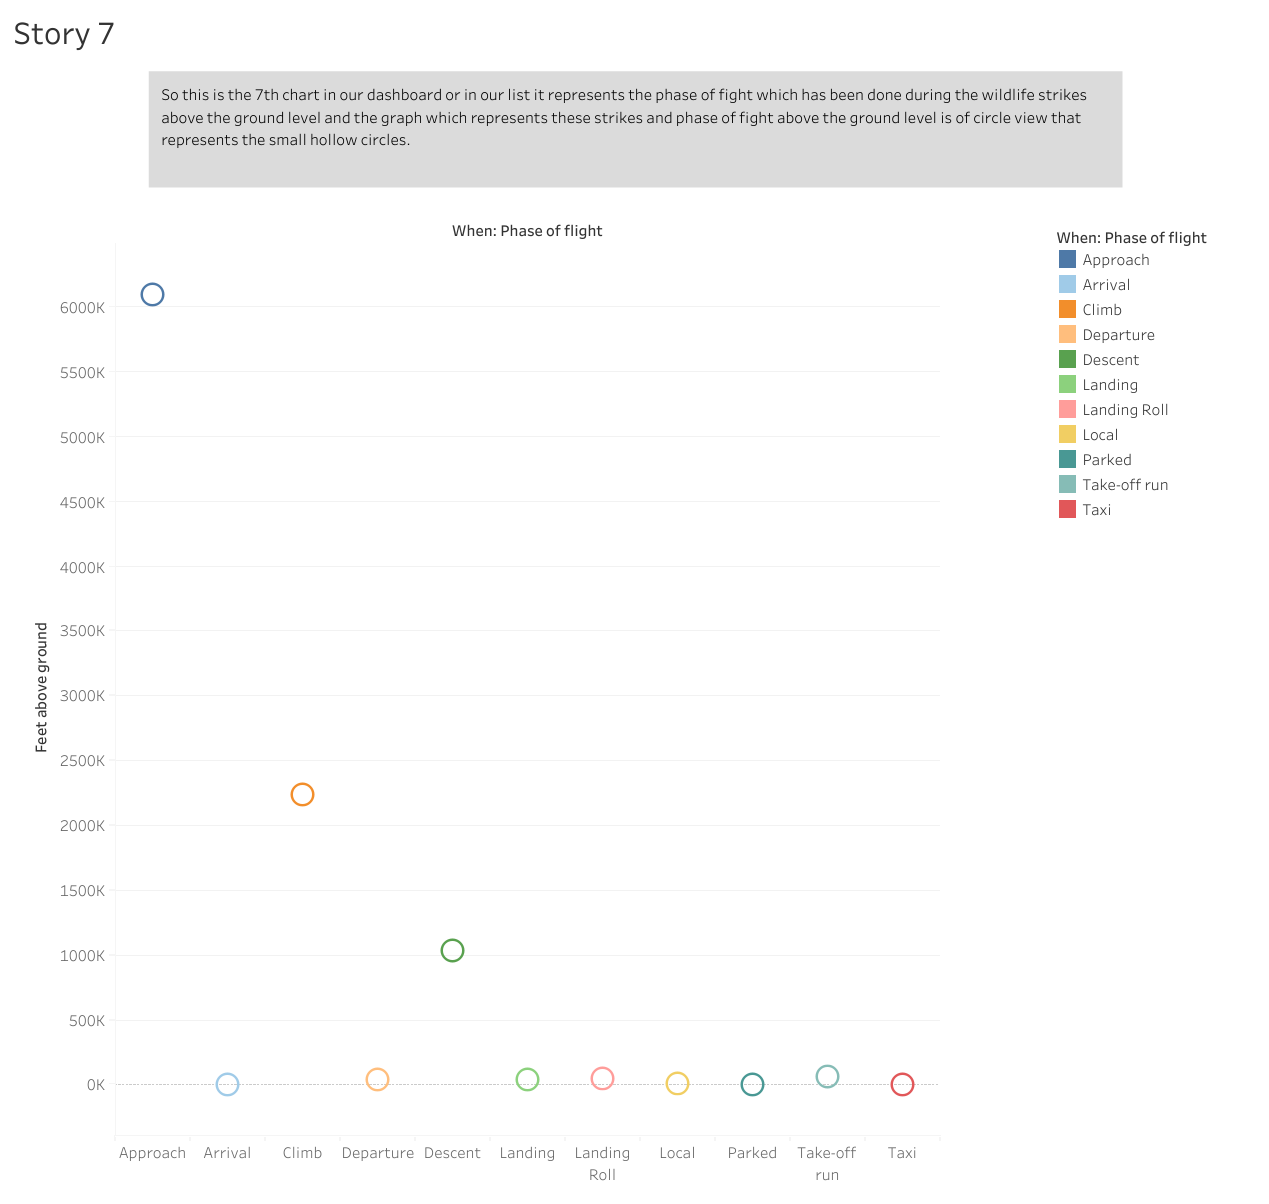 Story 7
So this is the 7th chart in our dashboard or in our list it represents the phase of fight which has been done during the wildlife strikes
above the ground level and the graph which represents these strikes and phase of fight above the ground level is of circle view that
represents the small hollow circles.
When: Phase of flight
When: Phase of flight
Approach
Arrival
Climb
Departure
Descent
Landing
Landing Roll
Local
Parked
Take-off run
Taxi
Feet above ground
6000K
5500K
5000K
4500K
4000K
3500K
3000K
2500K
2000K
1500K
1000K
500K
0K
Approach Arrival Climb Departure Descent Landing Landing Local Parked Take-off Taxi
Roll run